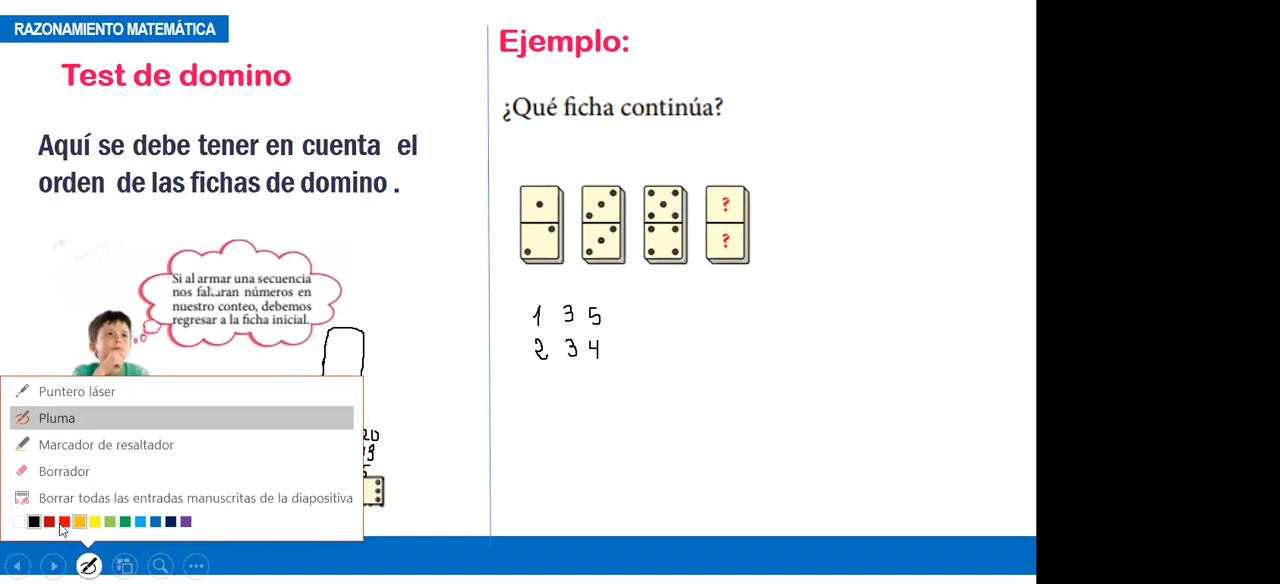 RAZONAMIENTO MATEMÁTICA
Test de domino
Aquí se debe tener en cuenta el
orden de las fichas de domino .
Si al armar una secuencia
nos faltaran números en
nuestro conteo, debemos
regresar a la ficha inicial.
Puntero láser
Pluma
Marcador de resaltador
Borrador
Borrar todas las entradas manuscritas de la diapositiva
20
19
Ejemplo:
¿Qué ficha continúa?
?
?
1 3 5
2 3 4